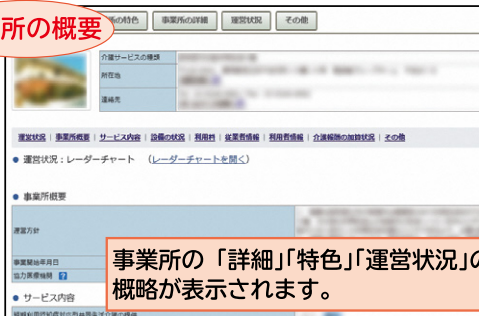 所の概要
所の特色 事業所の詳細 運営状況 その他
介護サービスの種類
所在地
連絡先
運営状況 | 事業所概要 | サービス内容 | 設備の状況 | 利用料 | 従業者情報 | 利用者情報 | 介護報酬の加算状況 | その他
● 運営状況：レーダーチャート （レーダーチャートを開く）
● 事業所概要
運営方針
事業開始年月日
協力医療機関 ?
● サービス内容
事業所の「詳細」「特色」「運営状況」の
概略が表示されます。